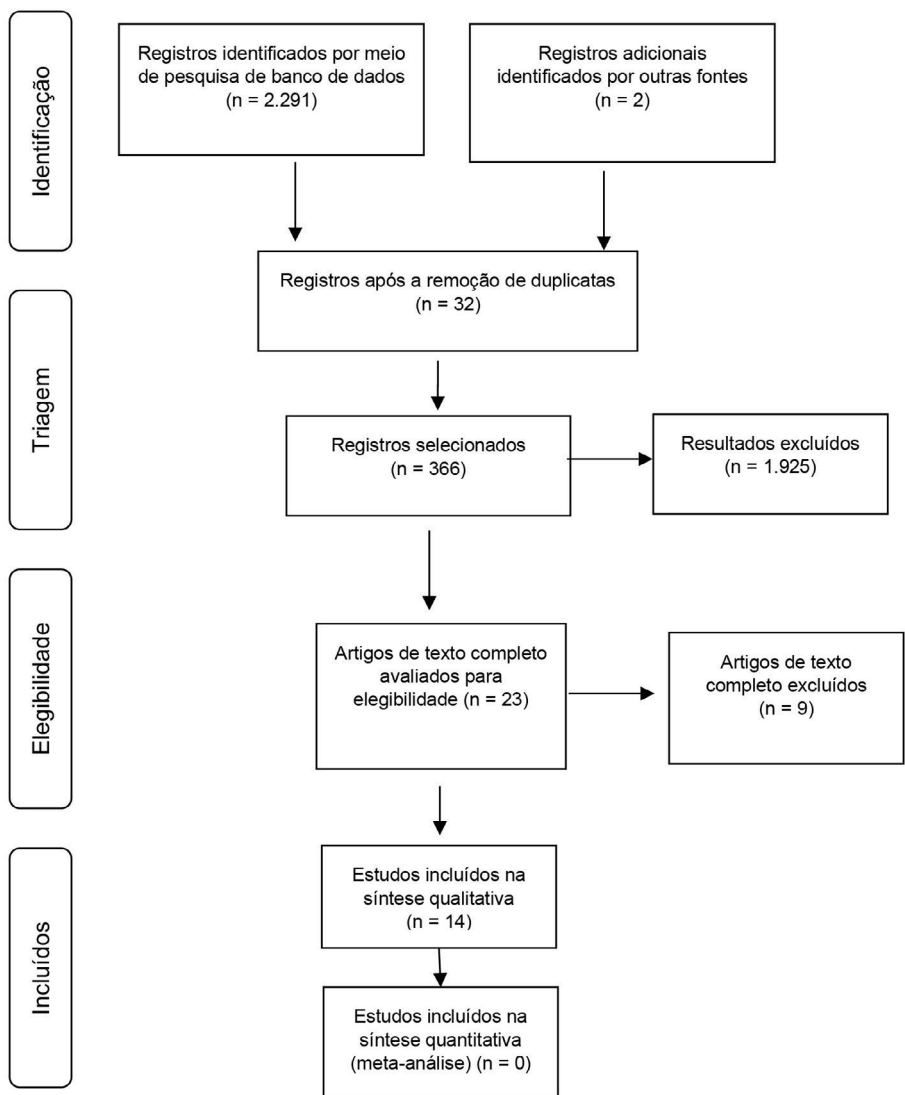 Identificação
Registros identificados por meio
de pesquisa de banco de dados
(n = 2.291)
Registros adicionais
identificados por outras fontes
(n = 2)
Registros após a remoção de duplicatas
(n = 32)
Triagem
Registros selecionados
(n = 366)
Resultados excluídos
(n = 1.925)
Elegibilidade
Artigos de texto completo
avaliados para
elegibilidade (n = 23)
Artigos de texto
completo excluídos
(n = 9)
Incluídos
Estudos incluídos na
síntese qualitativa
(n = 14)
Estudos incluídos na
síntese quantitativa
(meta-análise) (n = 0)